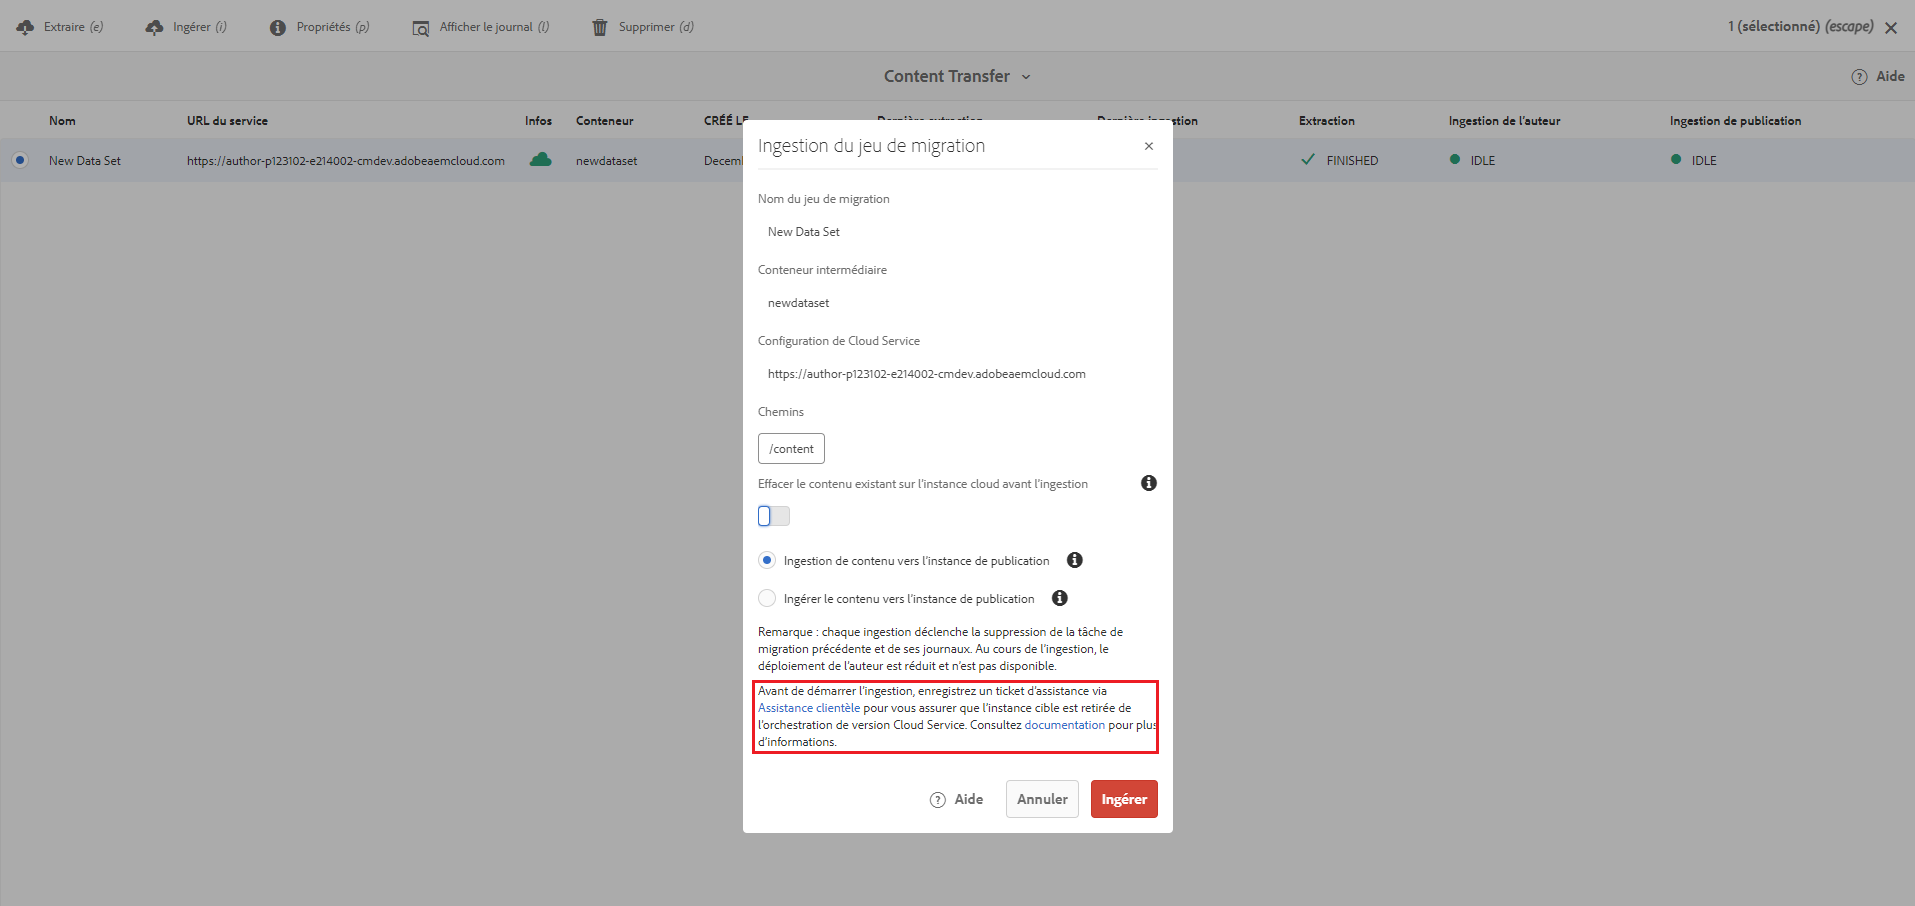 Extraire (e) Ingérer (i) Propriétés (p) Afficher le journal (l) Supprimer (d) 1 (sélectionné) (escape)
Content Transfer Aide
Nom URL du service Infos Conteneur CRÉÉ LE Dernière extraction Dernière ingestion Extraction Ingestion de l'auteur Ingestion de publication
New Data Set https://author-p123102-e214002-cmdev.adobeaemcloud.com newdataset FINISHED IDLE IDLE
Ingestion du jeu de migration
Nom du jeu de migration
New Data Set
Conteneur intermédiaire
newdataset
Configuration de Cloud Service
https://author-p123102-e214002-cmdev.adobeaemcloud.com
Chemins
/content
Effacer le contenu existant sur l'instance cloud avant l'ingestion
Ingestion de contenu vers l'instance de publication
Ingérer le contenu vers l'instance de publication
Remarque : chaque ingestion déclenche la suppression de la tâche de
migration précédente et de ses journaux. Au cours de l'ingestion, le
déploiement de l'auteur est réduit et n'est pas disponible.
Avant de démarrer l'ingestion, enregistrez un ticket d'assistance via
Assistance clientèle pour vous assurer que l'instance cible est retirée de
l'orchestration de version Cloud Service. Consultez documentation pour plus
d'informations.
Aide Annuler Ingérer